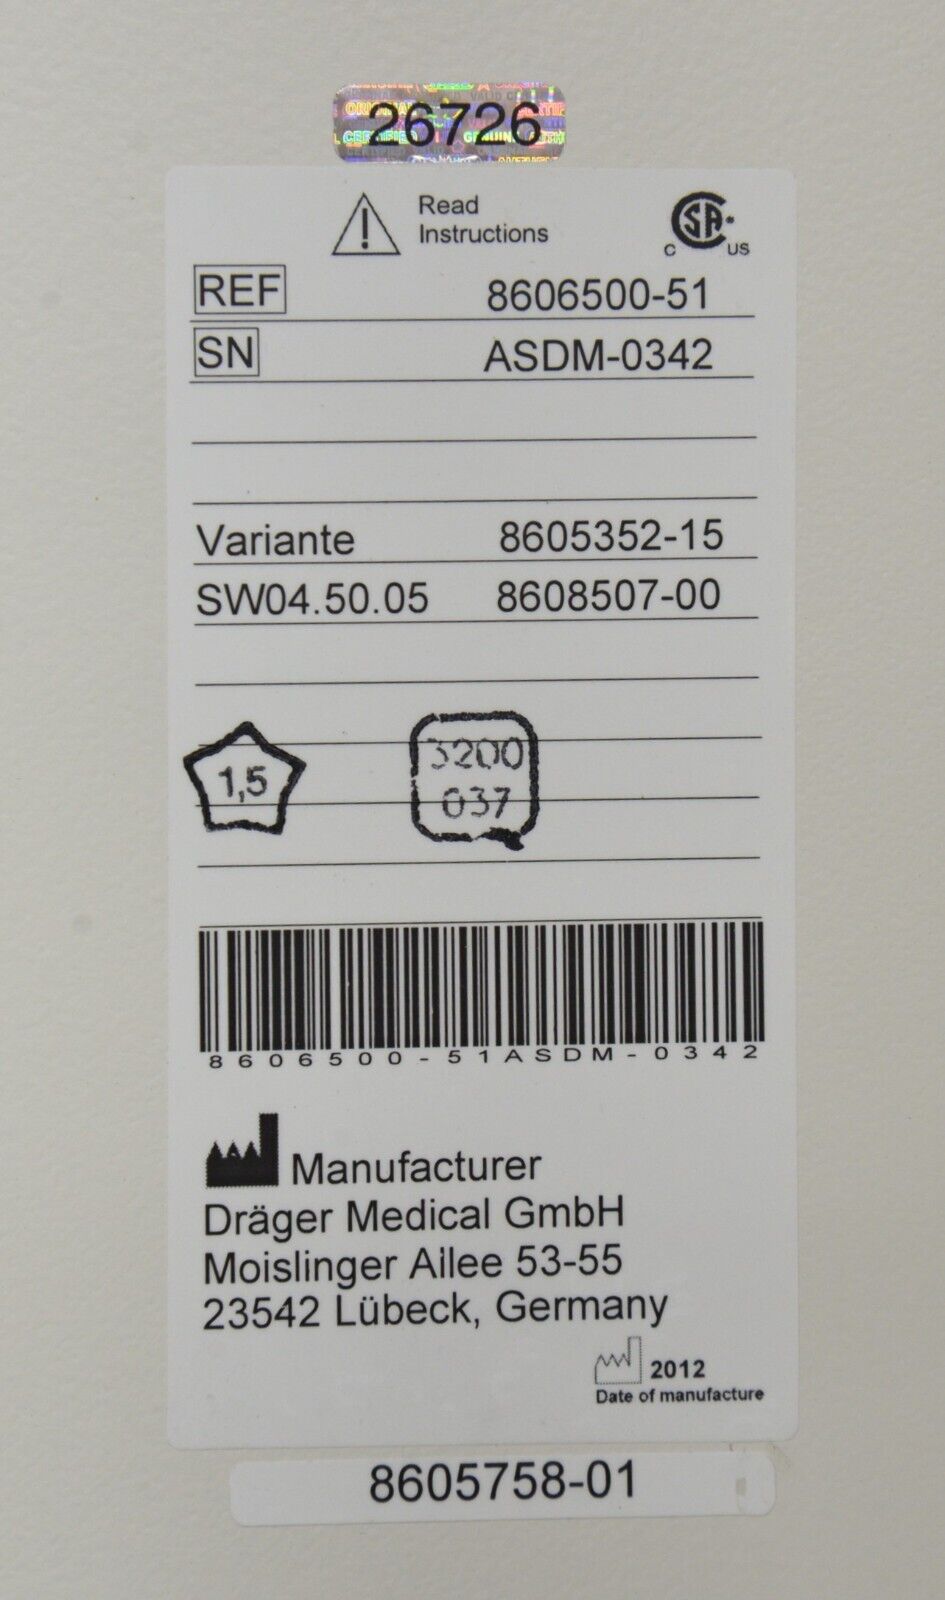 26726
Read
Instructions
CSA
C US
REF 8606500-51
SN ASDM-0342
Variante 8605352-15
SW04.50.05 8608507-00
1,5
3200
037
8606500-51ASDM-0342
Manufacturer
Dräger Medical GmbH
Moislinger Allee 53-55
23542 Lübeck, Germany
2012
Date of manufacture
8605758-01